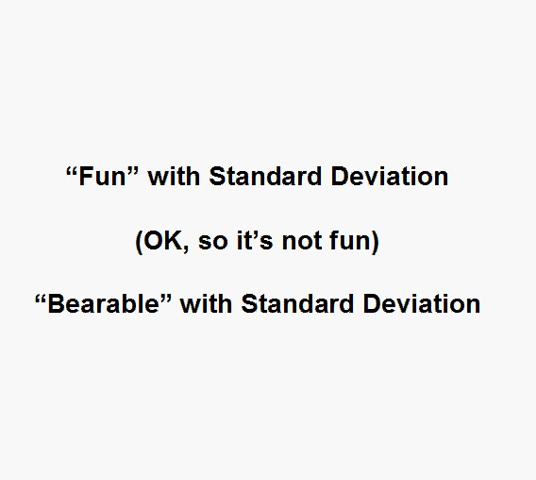 “Fun” with Standard Deviation
(OK, so it’s not fun)
“Bearable” with Standard Deviation